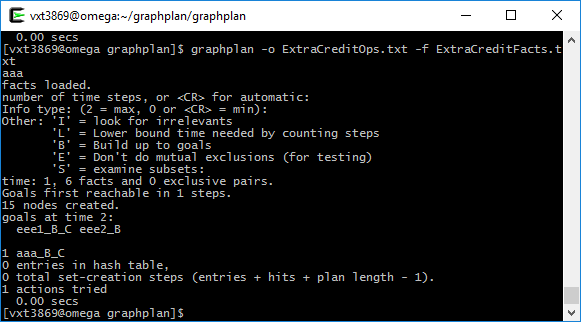 vxt3869@omega:~/graphplan/graphplan
0.00 secs
[vxt3869@omega graphplan]$ graphplan -o ExtraCreditOps.txt -f ExtraCreditFacts.t
xt
aaa
facts loaded.
number of time steps, or <CR> for automatic:
Info type: (2 = max, 0 or <CR> = min):
Other: 'I' = look for irrelevants
'L' = Lower bound time needed by counting steps
'B' = Build up to goals
'E' = Don't do mutual exclusions (for testing)
'S' = examine subsets:
time: 1, 6 facts and 0 exclusive pairs.
Goals first reachable in 1 steps.
15 nodes created.
goals at time 2:
eee1_B_C eee2_B
1 aaa_B_C
0 entries in hash table,
0 total set-creation steps (entries + hits + plan length - 1).
1 actions tried
0.00 secs
[vxt3869@omega graphplan]$